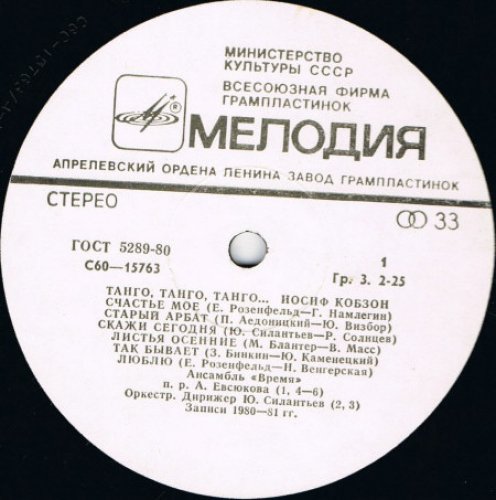 МИНИСТЕРСТВО
КУЛЬТУРЫ СССР
ВСЕСОЮЗНАЯ ФИРМА
ГРАМПЛАСТИНОК
®
МЕЛОДИЯ
АПРЕЛЕВСКИЙ ОРДЕНА ЛЕНИНА ЗАВОД ГРАМПЛАСТИНОК
СТЕРЕО 33
ГОСТ 5289-80 1
С60—15763 Гр. 3. 2-25
ТАНГО, ТАНГО, ТАНГО... ИОСИФ КОБЗОН
СЧАСТЬЕ МОЕ (Е. Розенфельд—Г. Намлегин)
СТАРЫЙ АРБАТ (П. Аедоницкий—Ю. Визбор)
СКАЖИ СЕГОДНЯ (Ю. Силантьев—Р. Солнцев)
ЛИСТЬЯ ОСЕННИЕ (М. Блантер—В. Масс)
ТАК БЫВАЕТ (З. Бинкин—Ю. Каменецкий)
ЛЮБЛЮ (Е. Розенфельд—Н. Венгерская)
Ансамбль «Время»
п. р. А. Евсюкова (1, 4—6)
Оркестр. Дирижер Ю. Силантьев (2, 3)
Записи 1980—81 гг.